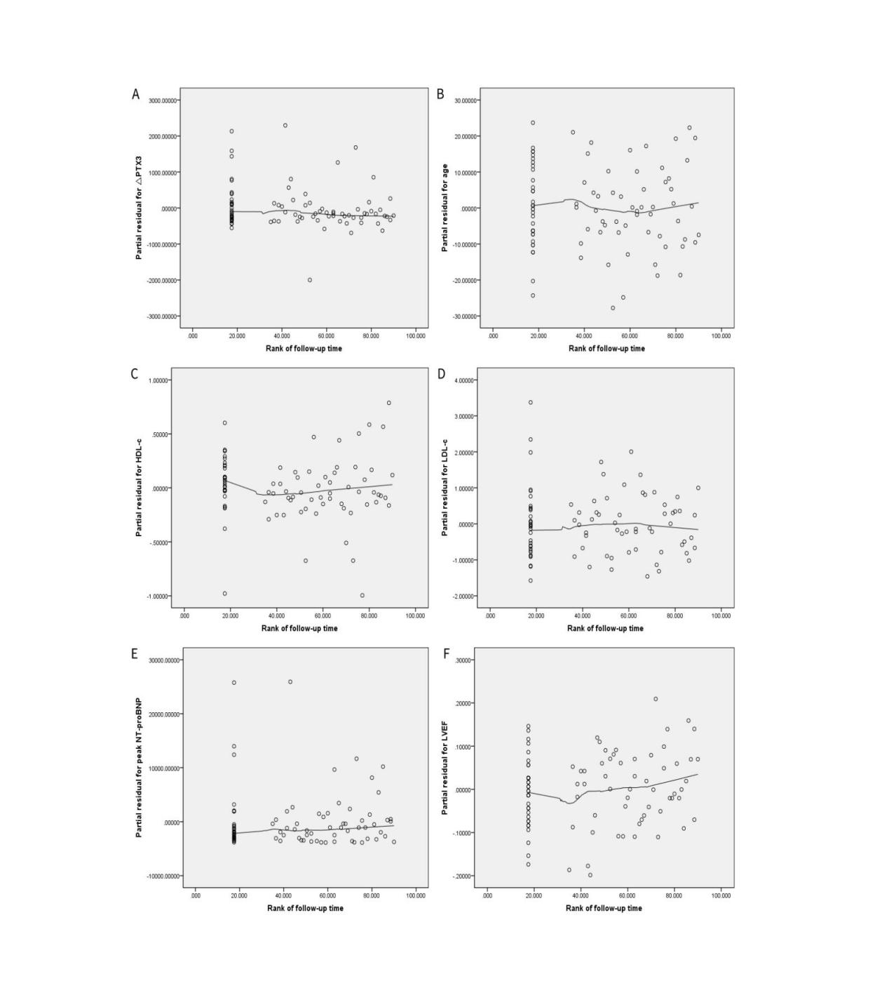 A
3000.00000
2000.00000
1000.00000
.00000
-1000.00000
-2000.00000
-3000.00000
Partial residual for △PTX3
.000 20.000 40.000 60.000 80.000 100.000
Rank of follow-up time
B
30.00000
20.00000
10.00000
.00000
-10.00000
-20.00000
-30.00000
Partial residual for age
.000 20.000 40.000 60.000 80.000 100.000
Rank of follow-up time
C
1.00000
.50000
.00000
-.50000
-1.00000
Partial residual for HDL-c
.000 20.000 40.000 60.000 80.000 100.000
Rank of follow-up time
D
4.00000
3.00000
2.00000
1.00000
.00000
-1.00000
-2.00000
Partial residual for LDL-c
.000 20.000 40.000 60.000 80.000 100.000
Rank of follow-up time
E
30000.00000
20000.00000
10000.00000
.00000
-10000.00000
Partial residual for peak NT-proBNP
.000 20.000 40.000 60.000 80.000 100.000
Rank of follow-up time
F
.30000
.20000
.10000
.00000
-.10000
-.20000
Partial residual for LVEF
.000 20.000 40.000 60.000 80.000 100.000
Rank of follow-up time